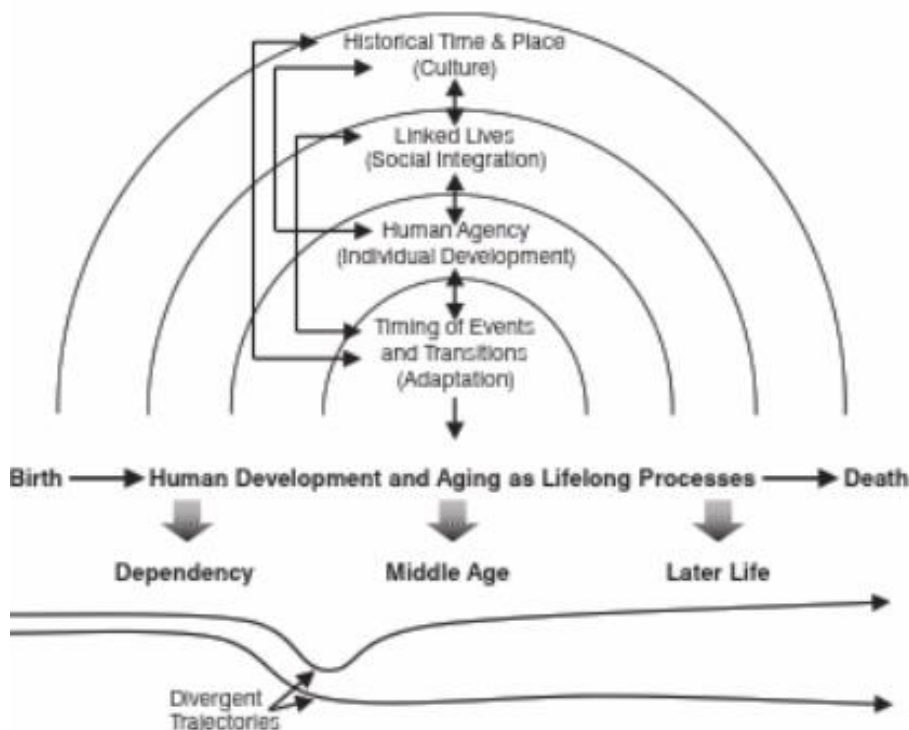 Historical Time & Place
(Culture)
Linked Lives
(Social Integration)
Human Agency
(Individual Development)
Timing of Events
and Transitions
(Adaptation)
Birth Human Development and Aging as Lifelong Processes Death
Dependency Middle Age Later Life
Divergent
Trajectories